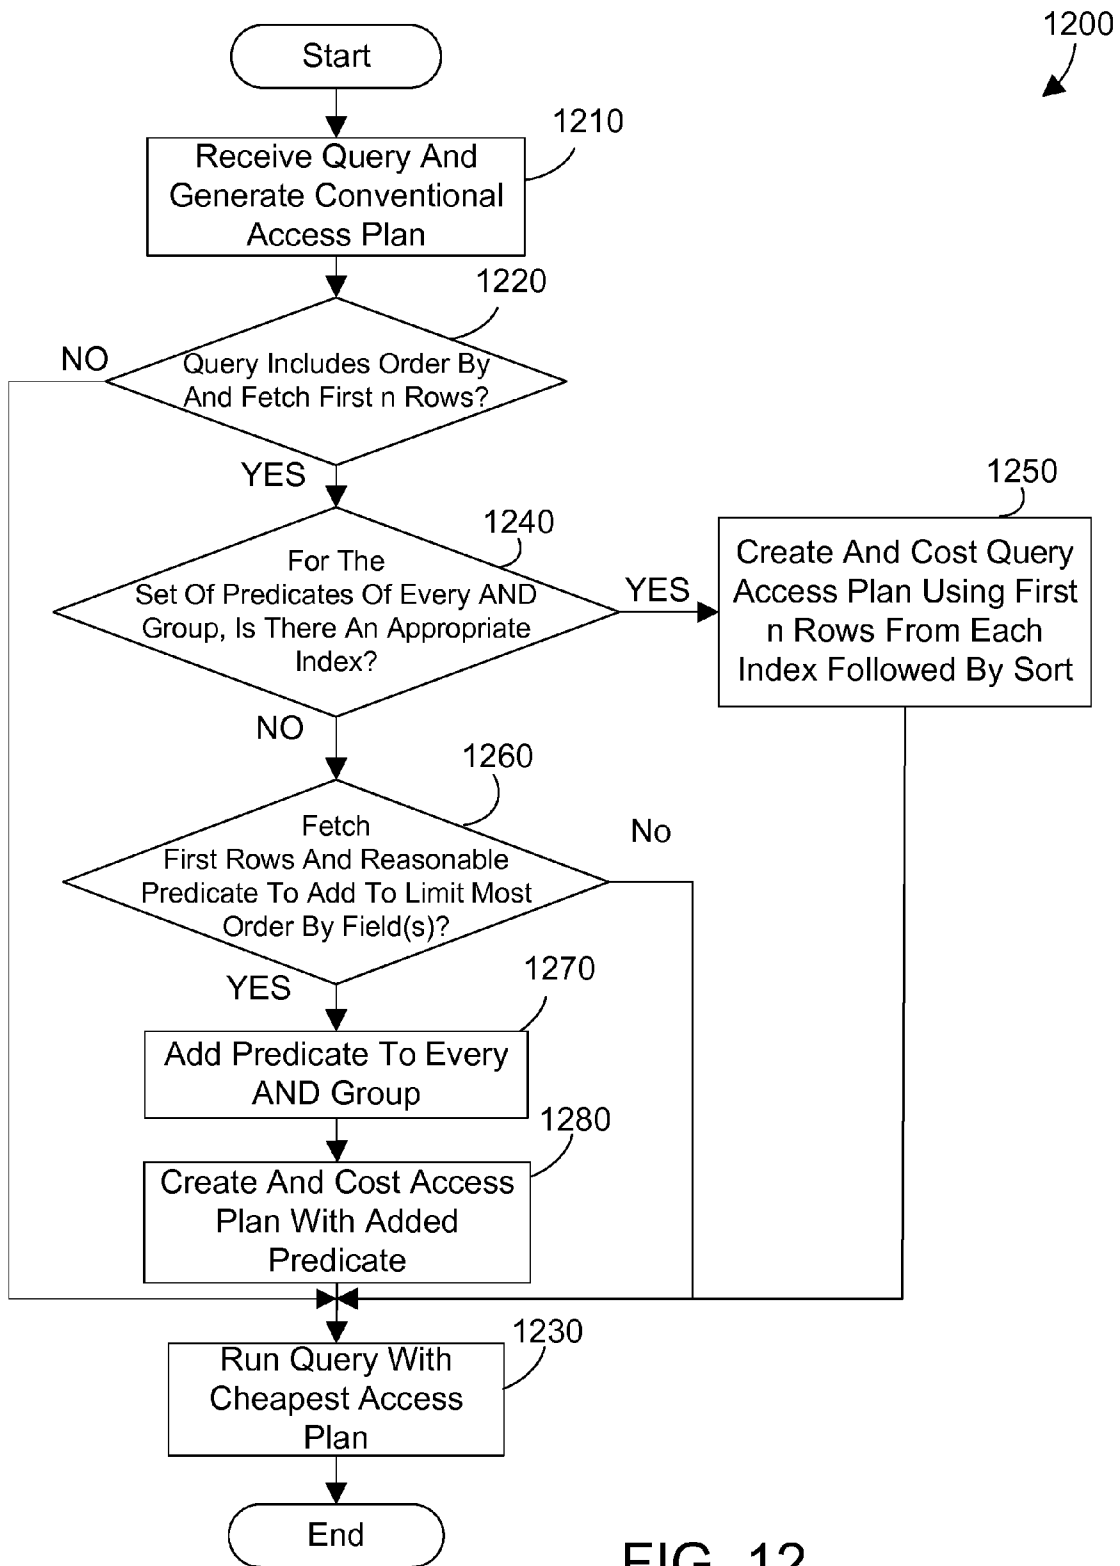 1200
Start
1210
Receive Query And
Generate Conventional
Access Plan
1220
NO
Query Includes Order By
And Fetch First n Rows?
YES
1240
For The
Set Of Predicates Of Every AND
Group, Is There An Appropriate
Index?
YES
1250
Create And Cost Query
Access Plan Using First
n Rows From Each
Index Followed By Sort
NO
1260
Fetch
First Rows And Reasonable
Predicate To Add To Limit Most
Order By Field(s)?
No
YES
1270
Add Predicate To Every
AND Group
1280
Create And Cost Access
Plan With Added
Predicate
1230
Run Query With
Cheapest Access
Plan
End
FIG. 12